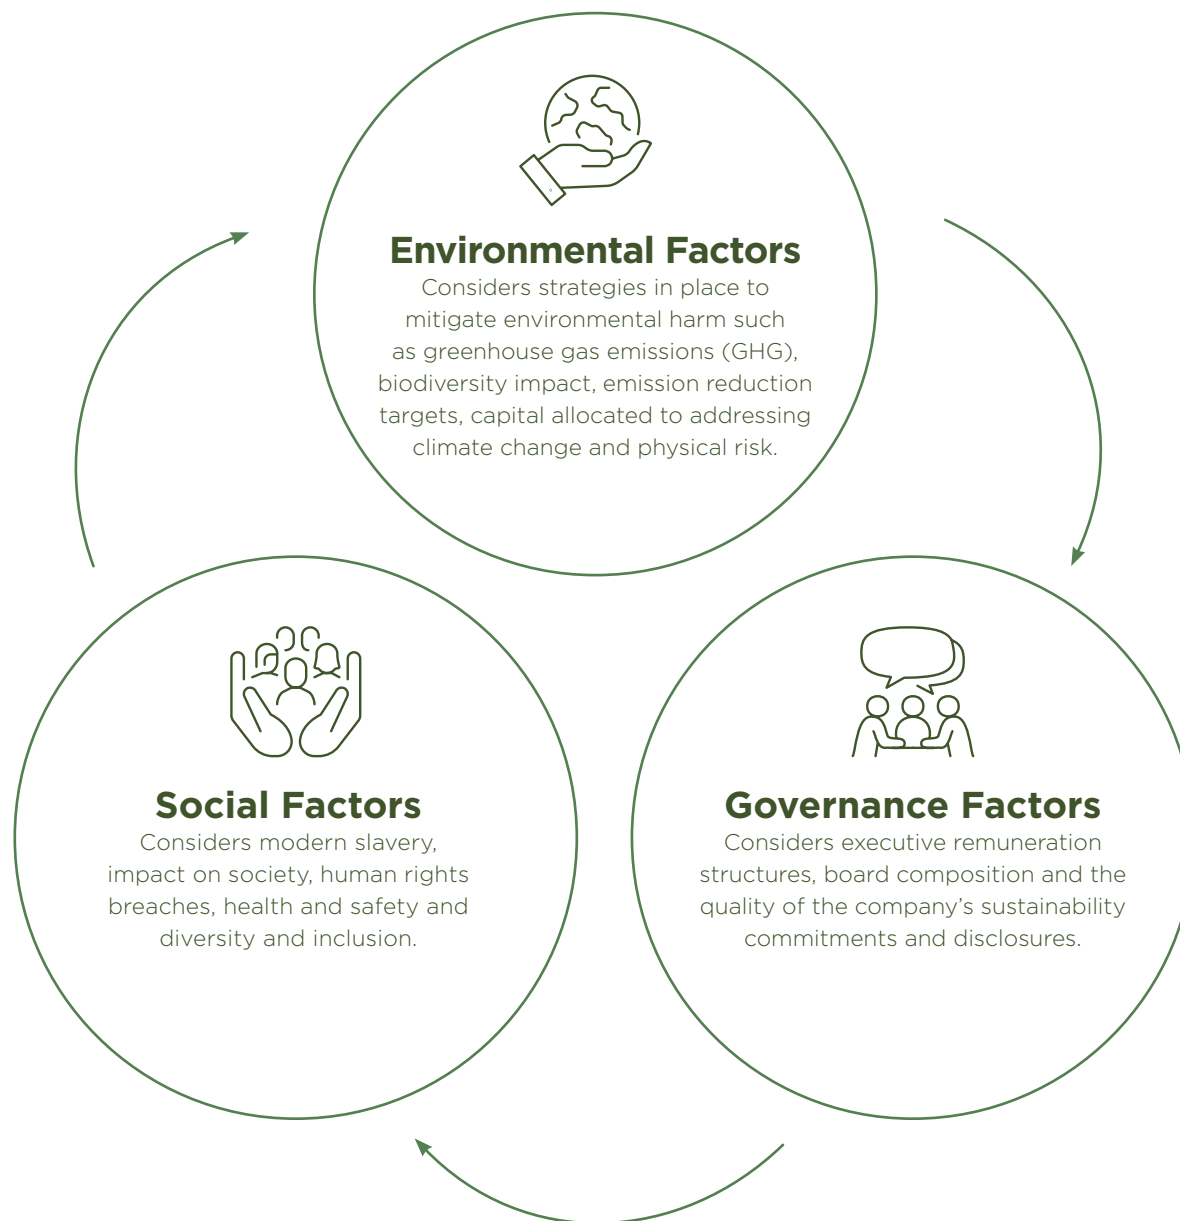 Environmental Factors
Considers strategies in place to
mitigate environmental harm such
as greenhouse gas emissions (GHG),
biodiversity impact, emission reduction
targets, capital allocated to addressing
climate change and physical risk.
Social Factors
Considers modern slavery,
impact on society, human rights
breaches, health and safety and
diversity and inclusion.
Governance Factors
Considers executive remuneration
structures, board composition and the
quality of the company’s sustainability
commitments and disclosures.